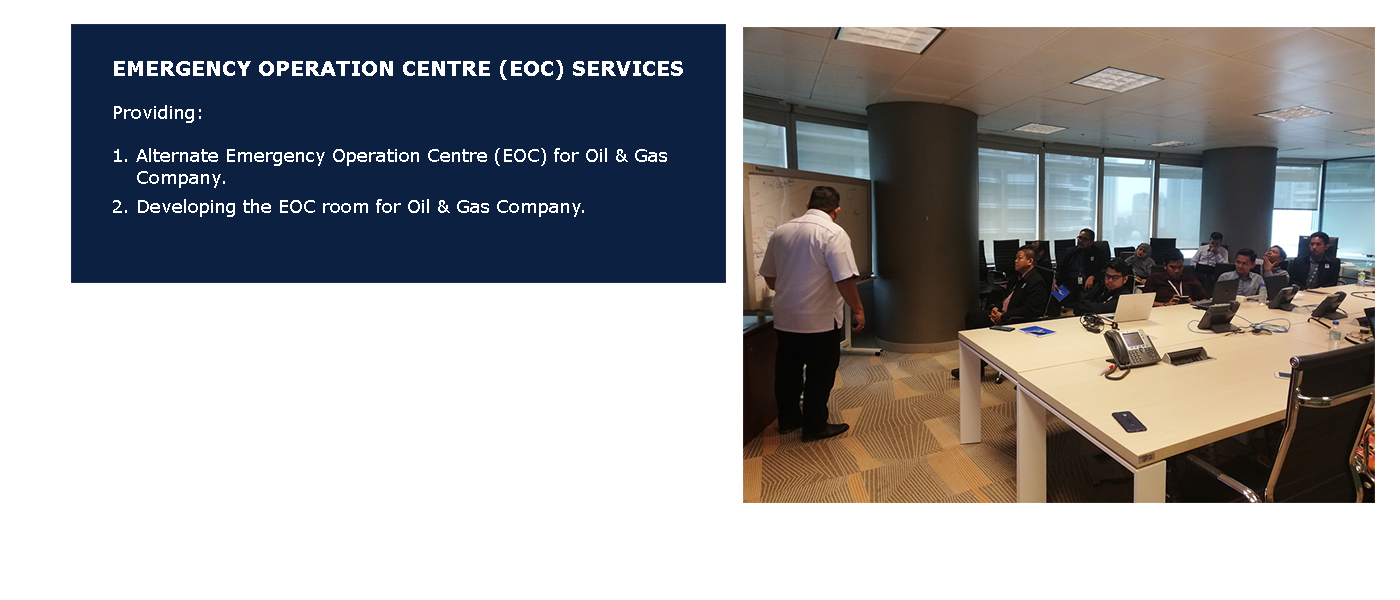 EMERGENCY OPERATION CENTRE (EOC) SERVICES
Providing:
1. Alternate Emergency Operation Centre (EOC) for Oil & Gas
Company.
2. Developing the EOC room for Oil & Gas Company.
Panasonic